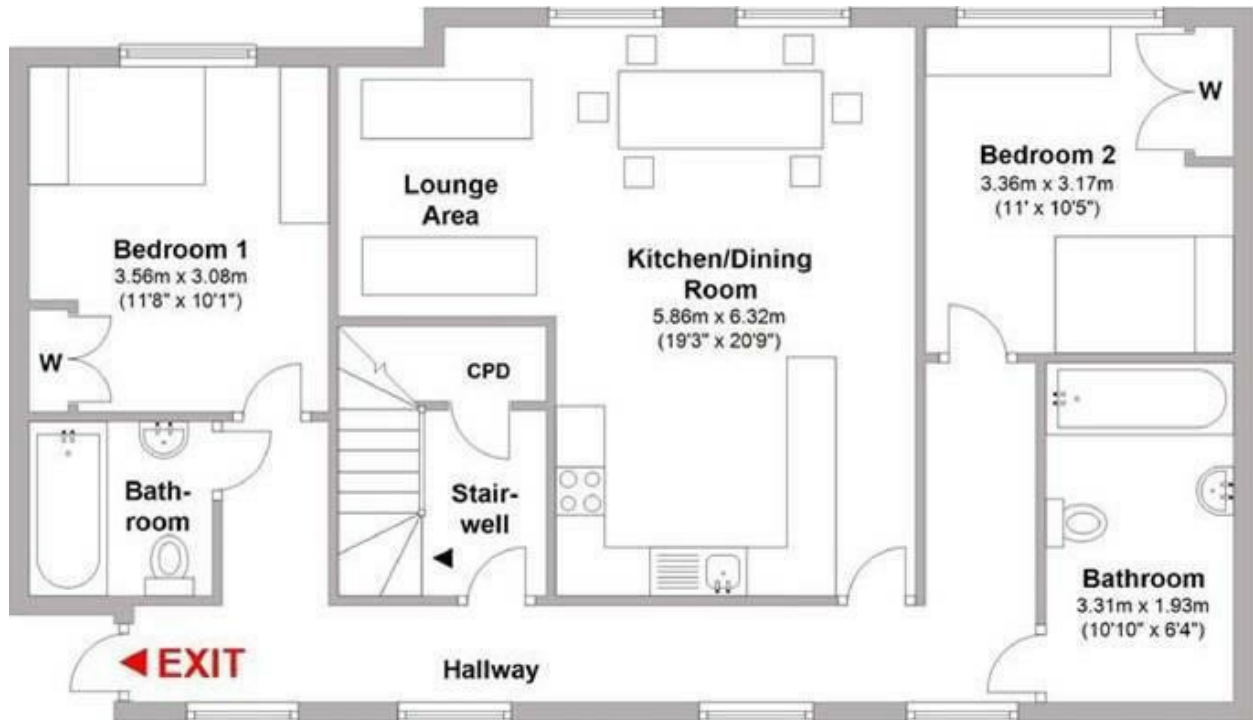 Bedroom 1
3.56m x 3.08m
(11'8" x 10'1")
W
Lounge
Area
Kitchen/Dining
Room
5.86m x 6.32m
(19'3" x 20'9")
Bedroom 2
3.36m x 3.17m
(11' x 10'5")
W
CPD
Bath-
room
Stair-
well
Bathroom
3.31m x 1.93m
(10'10" x 6'4")
EXIT
Hallway